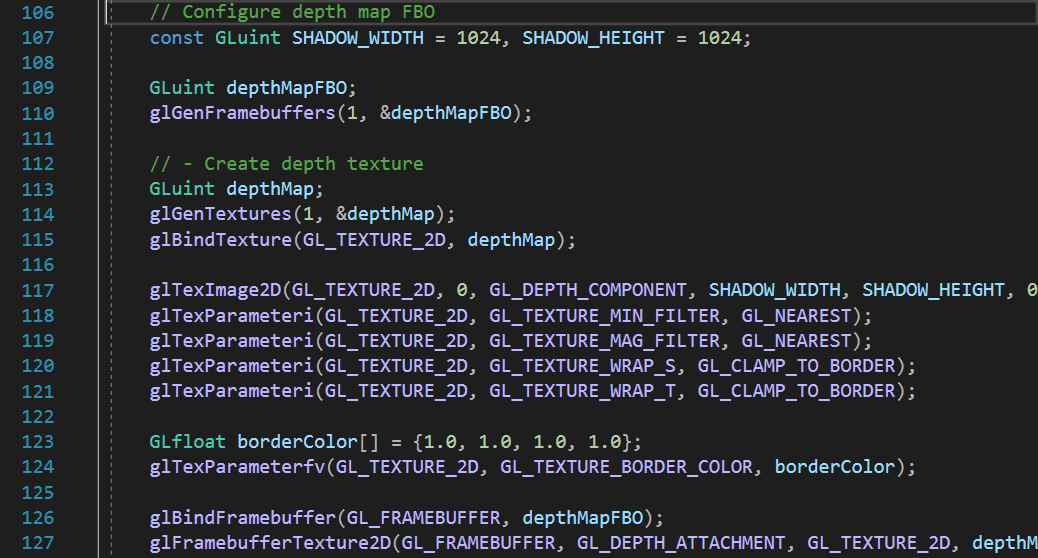 106 // Configure depth map FBO
107 const GLuint SHADOW_WIDTH = 1024, SHADOW_HEIGHT = 1024;
108
109 GLuint depthMapFBO;
110 glGenFramebuffers(1, &depthMapFBO);
111
112 // - Create depth texture
113 GLuint depthMap;
114 glGenTextures(1, &depthMap);
115 glBindTexture(GL_TEXTURE_2D, depthMap);
116
117 glTexImage2D(GL_TEXTURE_2D, 0, GL_DEPTH_COMPONENT, SHADOW_WIDTH, SHADOW_HEIGHT, 0
118 glTexParameteri(GL_TEXTURE_2D, GL_TEXTURE_MIN_FILTER, GL_NEAREST);
119 glTexParameteri(GL_TEXTURE_2D, GL_TEXTURE_MAG_FILTER, GL_NEAREST);
120 glTexParameteri(GL_TEXTURE_2D, GL_TEXTURE_WRAP_S, GL_CLAMP_TO_BORDER);
121 glTexParameteri(GL_TEXTURE_2D, GL_TEXTURE_WRAP_T, GL_CLAMP_TO_BORDER);
122
123 GLfloat borderColor[] = {1.0, 1.0, 1.0, 1.0};
124 glTexParameterfv(GL_TEXTURE_2D, GL_TEXTURE_BORDER_COLOR, borderColor);
125
126 glBindFramebuffer(GL_FRAMEBUFFER, depthMapFBO);
127 glFramebufferTexture2D(GL_FRAMEBUFFER, GL_DEPTH_ATTACHMENT, GL_TEXTURE_2D, depthM